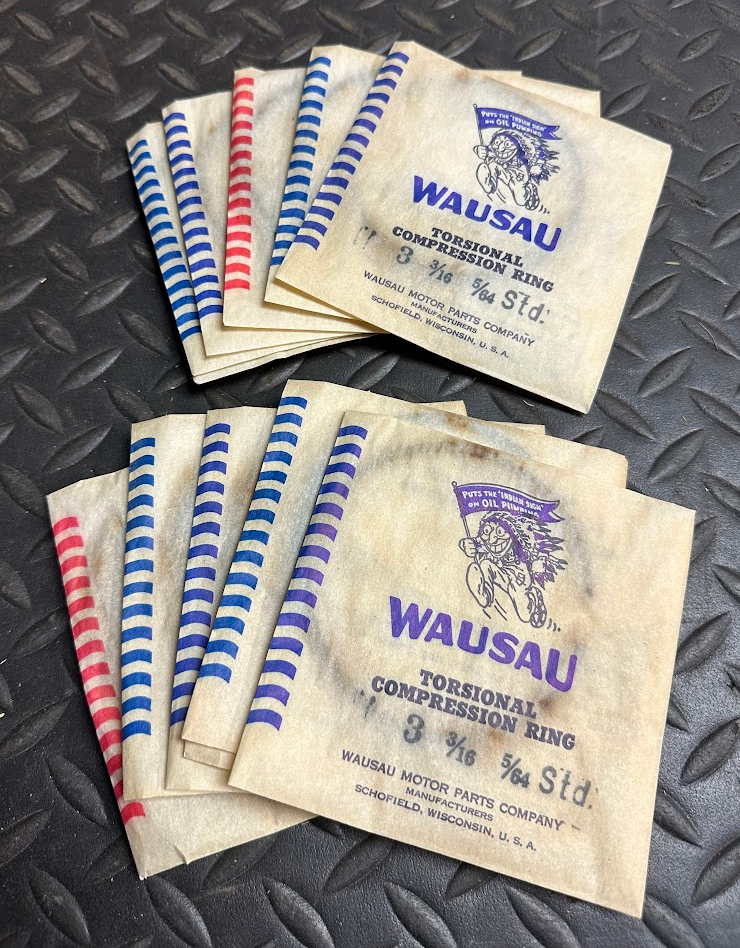 PUTS THE "INDIAN SIGN"
ON OIL PUMPING
WAUSAU
TORSIONAL
COMPRESSION RING
3 3/16 5/64 Std.
WAUSAU MOTOR PARTS COMPANY
MANUFACTURERS
SCHOFIELD, WISCONSIN, U. S. A.
PUTS THE "INDIAN SIGN"
ON OIL PUMPING
WAUSAU
TORSIONAL
COMPRESSION RING
3 3/16 5/64 Std.
WAUSAU MOTOR PARTS COMPANY
MANUFACTURERS
SCHOFIELD, WISCONSIN, U. S. A.